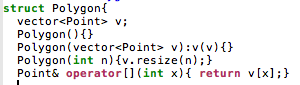 struct Polygon{
vector<Point> v;
Polygon(){}
Polygon(vector<Point> v):v(v){}
Polygon(int n){v.resize(n);}
Point& operator[](int x){ return v[x];}